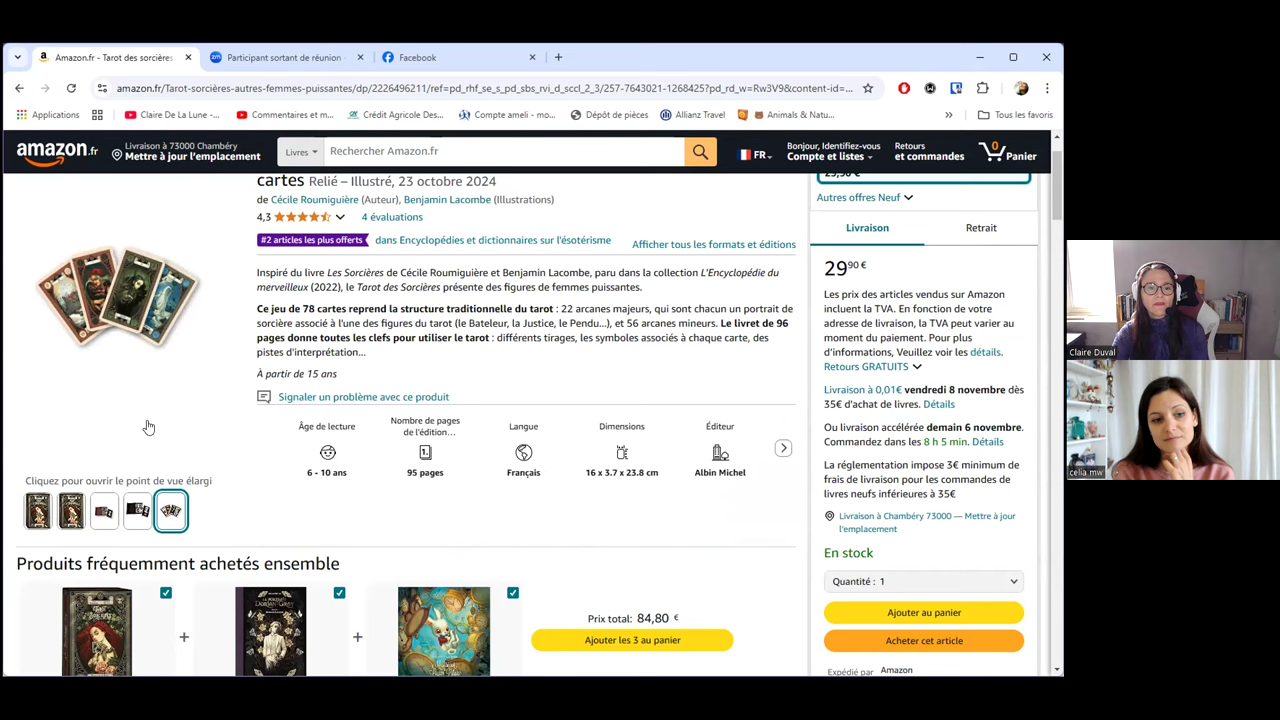 Amazon.fr - Tarot des sorcières
Participant sortant de réunion -
Facebook
amazon.fr/Tarot-sorcières-autres-femmes-puissantes/dp/2226496211/ref=pd_rhf_se_s_pd_sbs_rvi_d_sccl_2_3/257-7643021-1268425?pd_rd_w=Rw3V9&content-id=...
Applications
Claire De La Lune -...
Commentaires et m...
Crédit Agricole Des...
Compte ameli - mo...
Dépôt de pièces
Allianz Travel
Animals & Natu...
»
Tous les favoris
amazon.fr
Livraison à 73000 Chambéry
Mettre à jour l'emplacement
Livres
Rechercher Amazon.fr
FR
Bonjour, Identifiez-vous
Compte et listes
Retours
et commandes
0
Panier
cartes Relié – Illustré, 23 octobre 2024
de Cécile Roumiguière (Auteur), Benjamin Lacombe (Illustrations)
4,3 4 évaluations
#2 articles les plus offerts dans Encyclopédies et dictionnaires sur l'ésotérisme
Afficher tous les formats et éditions
Inspiré du livre Les Sorcières de Cécile Roumiguière et Benjamin Lacombe, paru dans la collection L'Encyclopédie du
merveilleux (2022), le Tarot des Sorcières présente des figures de femmes puissantes.
Ce jeu de 78 cartes reprend la structure traditionnelle du tarot : 22 arcanes majeurs, qui sont chacun un portrait de
sorcière associé à l'une des figures du tarot (le Bateleur, la Justice, le Pendu...), et 56 arcanes mineurs. Le livret de 96
pages donne toutes les clefs pour utiliser le tarot : différents tirages, les symboles associés à chaque carte, des
pistes d'interprétation...
À partir de 15 ans
Signaler un problème avec ce produit
Âge de lecture
6 - 10 ans
Nombre de pages
de l'édition...
95 pages
Langue
Français
Dimensions
16 x 3.7 x 23.8 cm
Éditeur
Albin Michel
Cliquez pour ouvrir le point de vue élargi
Produits fréquemment achetés ensemble
+
+
Prix total: 84,80 €
Ajouter les 3 au panier
29,90 €
Autres offres Neuf
Livraison
Retrait
29 90 €
Les prix des articles vendus sur Amazon
incluent la TVA. En fonction de votre
adresse de livraison, la TVA peut varier au
moment du paiement. Pour plus
d'informations, Veuillez voir les détails.
Retours GRATUITS
Livraison à 0,01€ vendredi 8 novembre dès
35€ d'achat de livres. Détails
Ou livraison accélérée demain 6 novembre.
Commandez dans les 8 h 5 min. Détails
La réglementation impose 3€ minimum de
frais de livraison pour les commandes de
livres neufs inférieures à 35€
Livraison à Chambéry 73000 — Mettre à jour
l'emplacement
En stock
Quantité : 1
Ajouter au panier
Acheter cet article
Expédié par Amazon
Claire Duval
celia mw